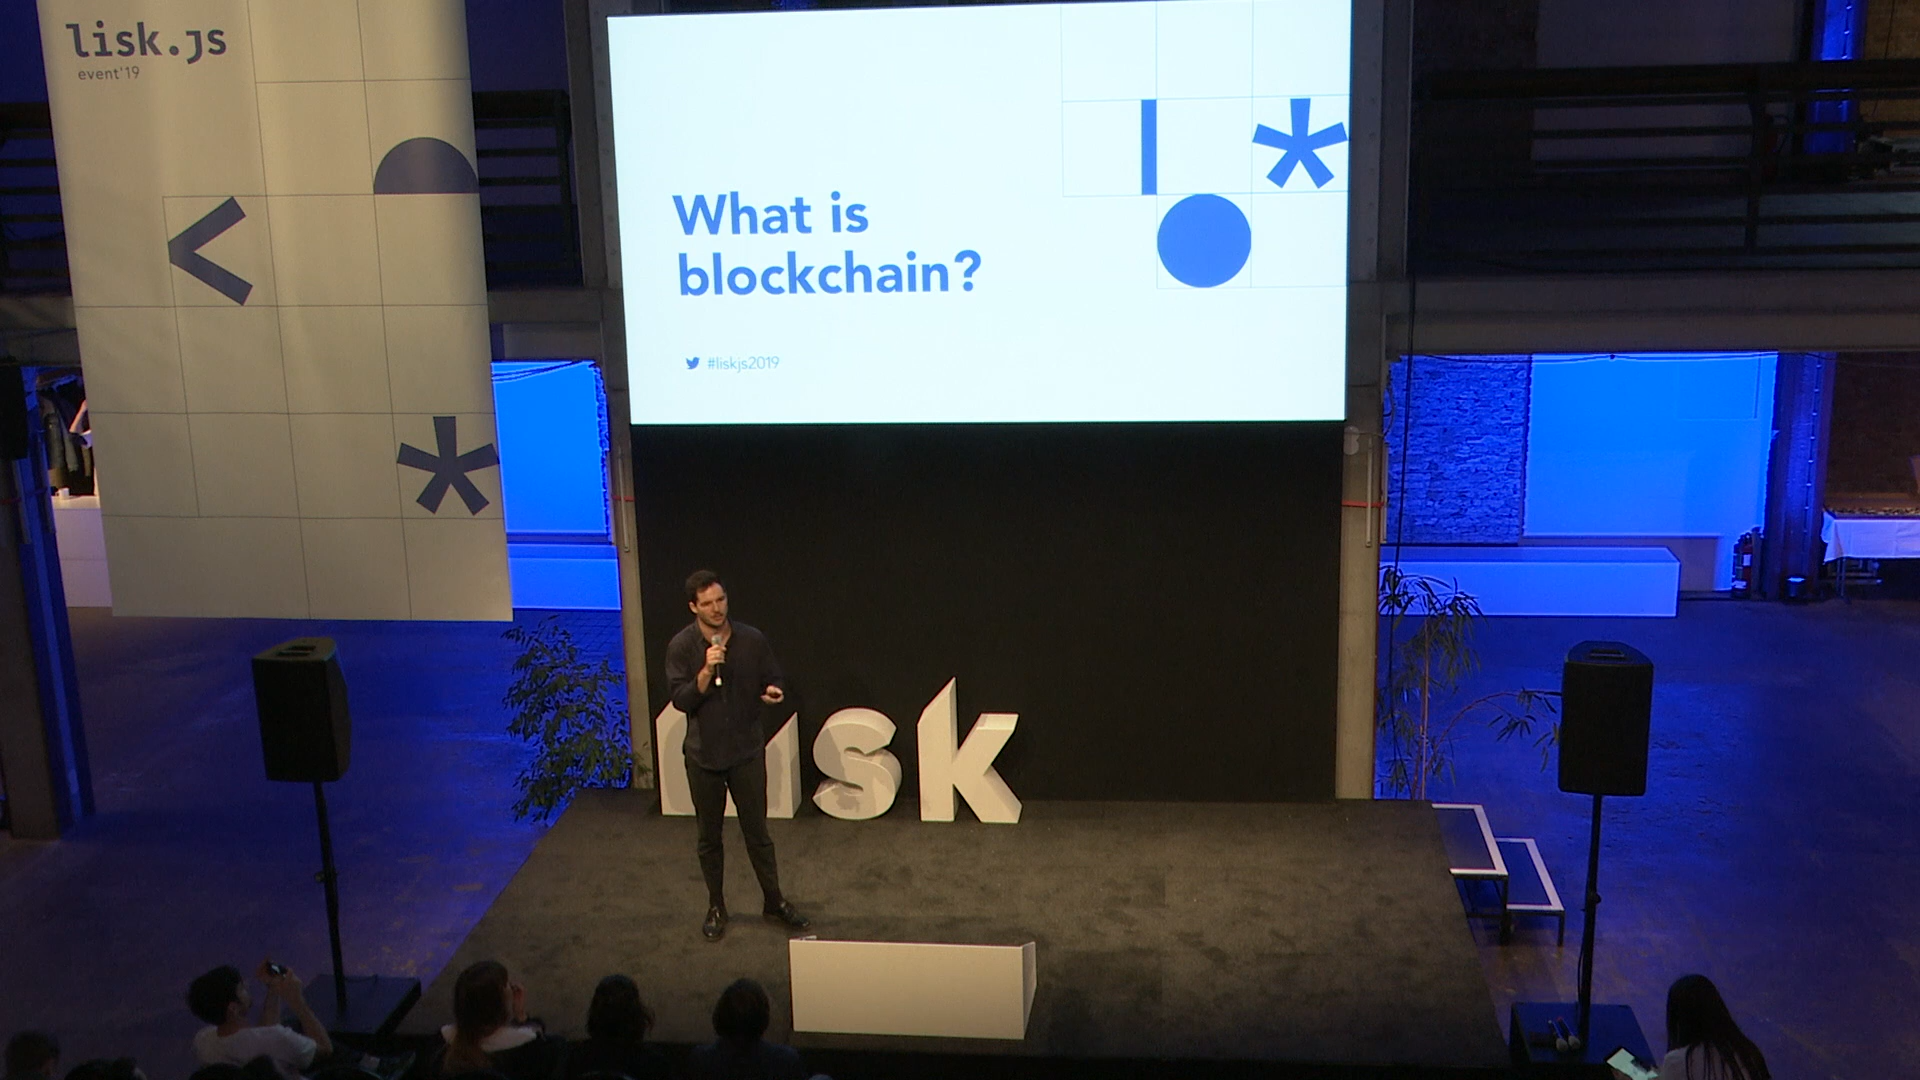 lisk.js
event'19
What is
blockchain?
#liskjs2019
lisk